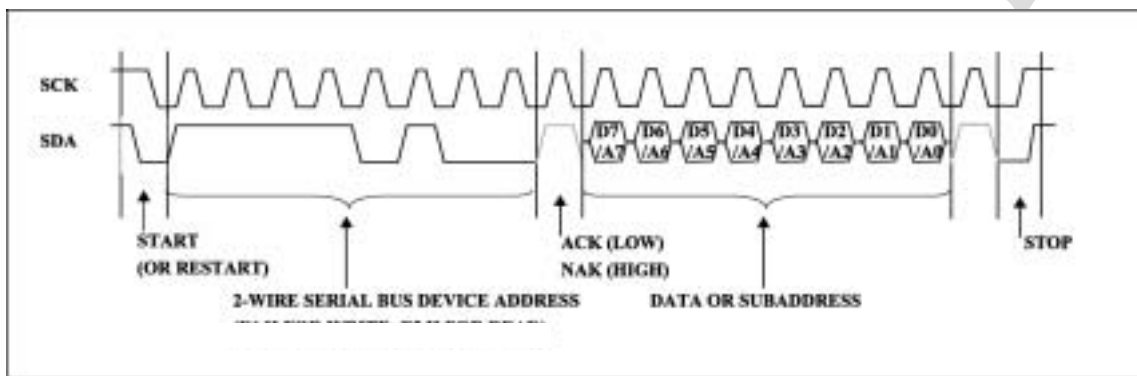 SCK
SDA
D7 D6 D5 D4 D3 D2 D1 D0
/A7 /A6 /A5 /A4 /A3 /A2 /A1 /A0
START
(OR RESTART)
ACK (LOW)
NAK (HIGH)
STOP
2-WIRE SERIAL BUS DEVICE ADDRESS
DATA OR SUBADDRESS